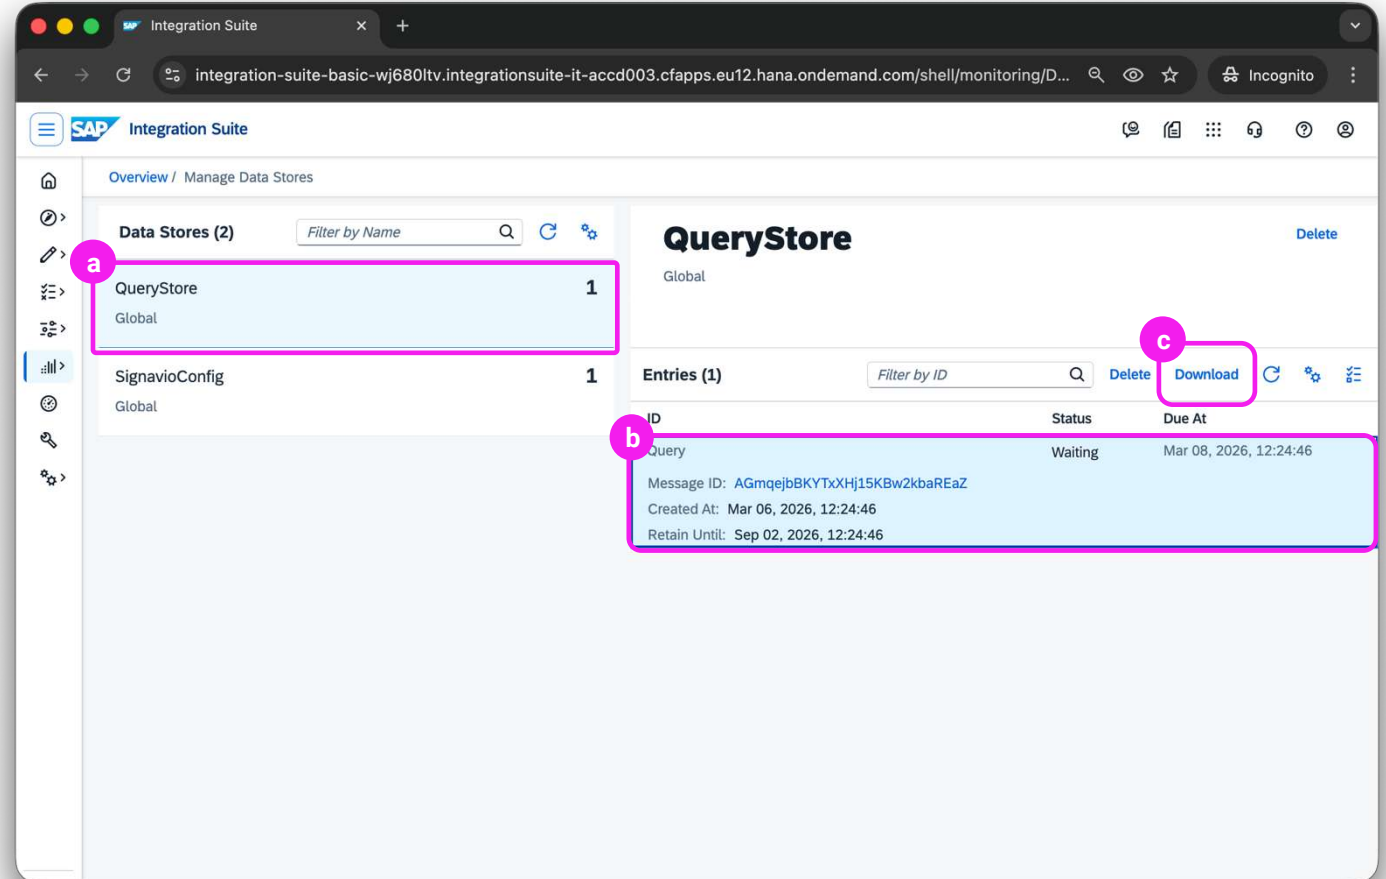 SAP Integration Suite
integration-suite-basic-wj680ltv.integrationsuite-it-accd003.cfapps.eu12.hana.ondemand.com/shell/monitoring/D...
Incognito
SAP Integration Suite
Overview / Manage Data Stores
Data Stores (2)
Filter by Name
a
QueryStore 1
Global
SignavioConfig 1
Global
QueryStore
Delete
Global
c
Entries (1)
Filter by ID
Delete
Download
ID Status Due At
b
Query Waiting Mar 08, 2026, 12:24:46
Message ID: AGmqejbBKYTxXHj15KBw2kbaREaZ
Created At: Mar 06, 2026, 12:24:46
Retain Until: Sep 02, 2026, 12:24:46